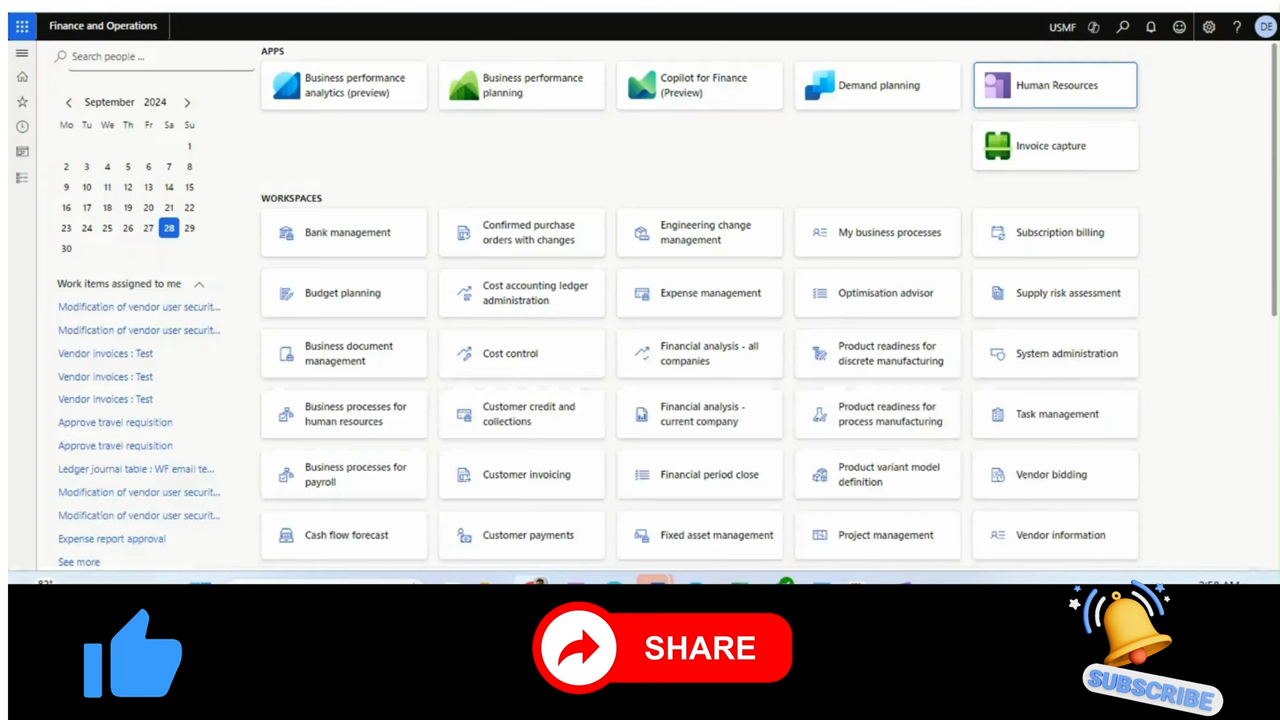 Finance and Operations
USMF
DE
Search people ...
September 2024
Mo Tu We Th Fr Sa Su
1
2 3 4 5 6 7 8
9 10 11 12 13 14 15
16 17 18 19 20 21 22
23 24 25 26 27 28 29
30
Work items assigned to me
Modification of vendor user securit...
Modification of vendor user securit...
Vendor invoices : Test
Vendor invoices : Test
Vendor invoices : Test
Approve travel requisition
Approve travel requisition
Ledger journal table : WF email te...
Modification of vendor user securit...
Modification of vendor user securit...
Expense report approval
See more
APPS
Business performance
analytics (preview)
Business performance
planning
Copilot for Finance
(Preview)
Demand planning
Human Resources
Invoice capture
WORKSPACES
Bank management
Confirmed purchase
orders with changes
Engineering change
management
My business processes
Subscription billing
Budget planning
Cost accounting ledger
administration
Expense management
Optimisation advisor
Supply risk assessment
Business document
management
Cost control
Financial analysis - all
companies
Product readiness for
discrete manufacturing
System administration
Business processes for
human resources
Customer credit and
collections
Financial analysis -
current company
Product readiness for
process manufacturing
Task management
Business processes for
payroll
Customer invoicing
Financial period close
Product variant model
definition
Vendor bidding
Cash flow forecast
Customer payments
Fixed asset management
Project management
Vendor information
SHARE
SUBSCRIBE